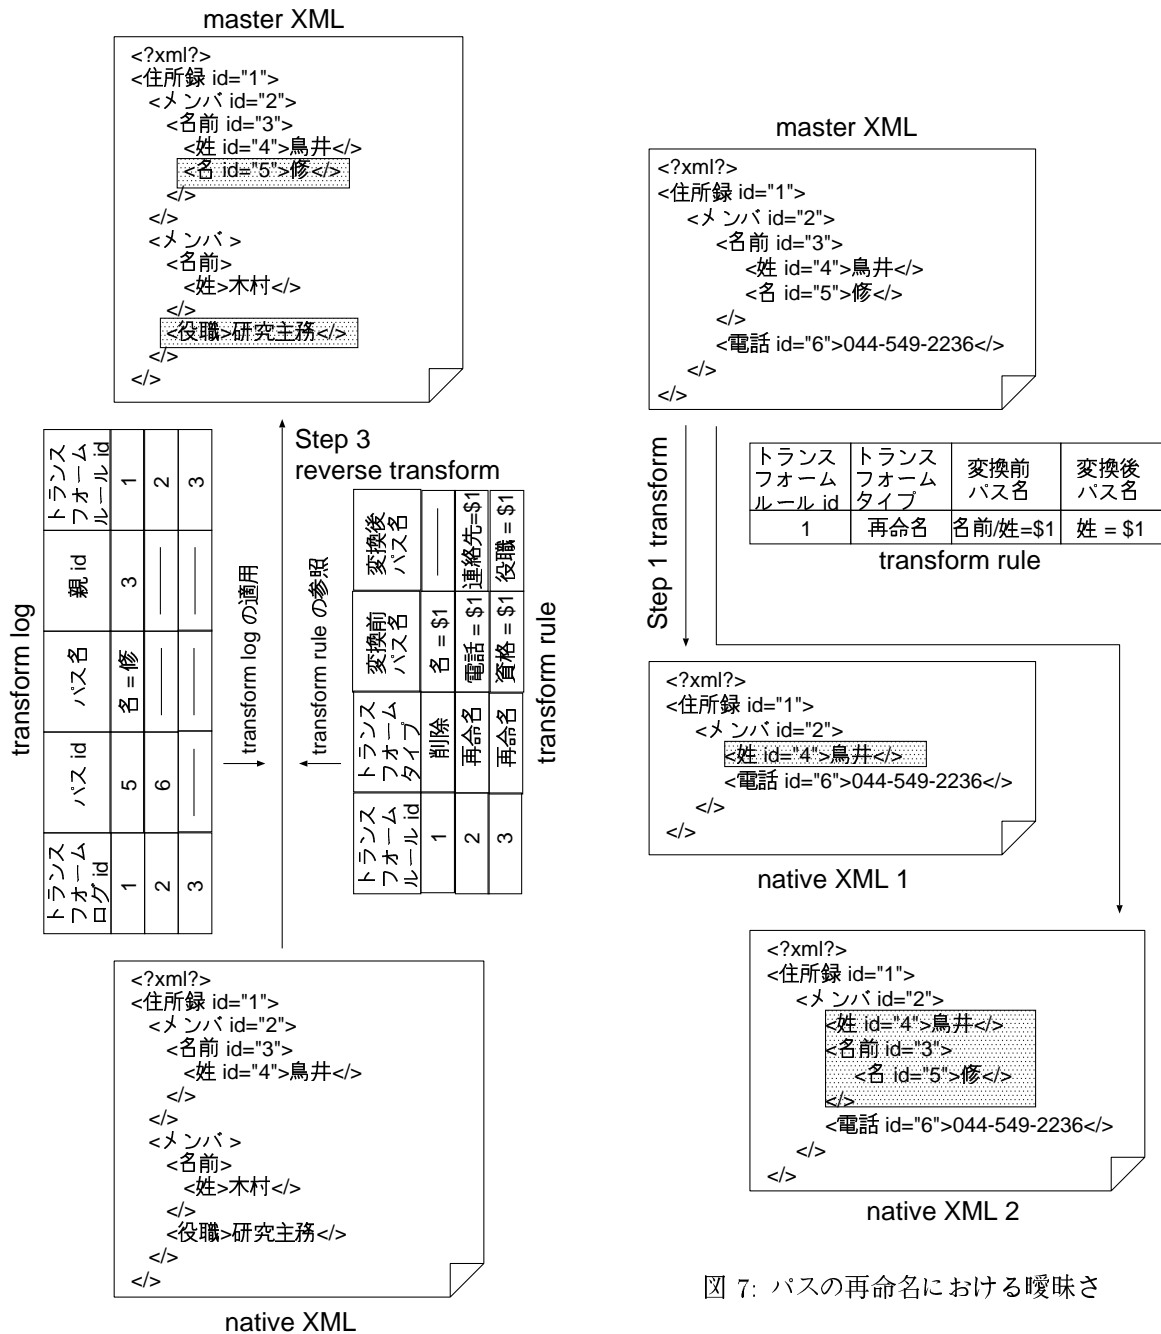 master XML
<?xml?>
<住所録 id="1">
<メンバ id="2">
<名前 id="3">
<姓 id="4">鳥井</>
<名 id="5">修</>
</>
</>
<メンバ >
<名前>
<姓>木村</>
</>
<役職>研究主務</>
</>
</>
Step 3
reverse transform
transform log
トランス
フォーム
ログ id
パス id
パス名
親 id
トランス
フォーム
ルール id
1
5
名 = 修
3
1
2
6
――
――
2
3
――
――
――
3
transform log の適用
transform rule の参照
トランス
フォーム
ルール id
トランス
フォーム
タイプ
変換前
パス名
変換後
パス名
1
削除
名 = $1
――
2
再命名
電話 = $1
連絡先=$1
3
再命名
資格 = $1
役職 = $1
transform rule
<?xml?>
<住所録 id="1">
<メンバ id="2">
<名前 id="3">
<姓 id="4">鳥井</>
</>
</>
<メンバ >
<名前>
<姓>木村</>
</>
<役職>研究主務</>
</>
</>
native XML
master XML
<?xml?>
<住所録 id="1">
<メンバ id="2">
<名前 id="3">
<姓 id="4">鳥井</>
<名 id="5">修</>
</>
<電話 id="6">044-549-2236</>
</>
</>
Step 1 transform
トランス
フォーム
ルール id
トランス
フォーム
タイプ
変換前
パス名
変換後
パス名
1
再命名
名前/姓=$1
姓 = $1
transform rule
<?xml?>
<住所録 id="1">
<メンバ id="2">
<姓 id="4">鳥井</>
<電話 id="6">044-549-2236</>
</>
</>
native XML 1
<?xml?>
<住所録 id="1">
<メンバ id="2">
<姓 id="4">鳥井</>
<名前 id="3">
<名 id="5">修</>
</>
<電話 id="6">044-549-2236</>
</>
</>
native XML 2
図 7: パスの再命名における曖昧さ